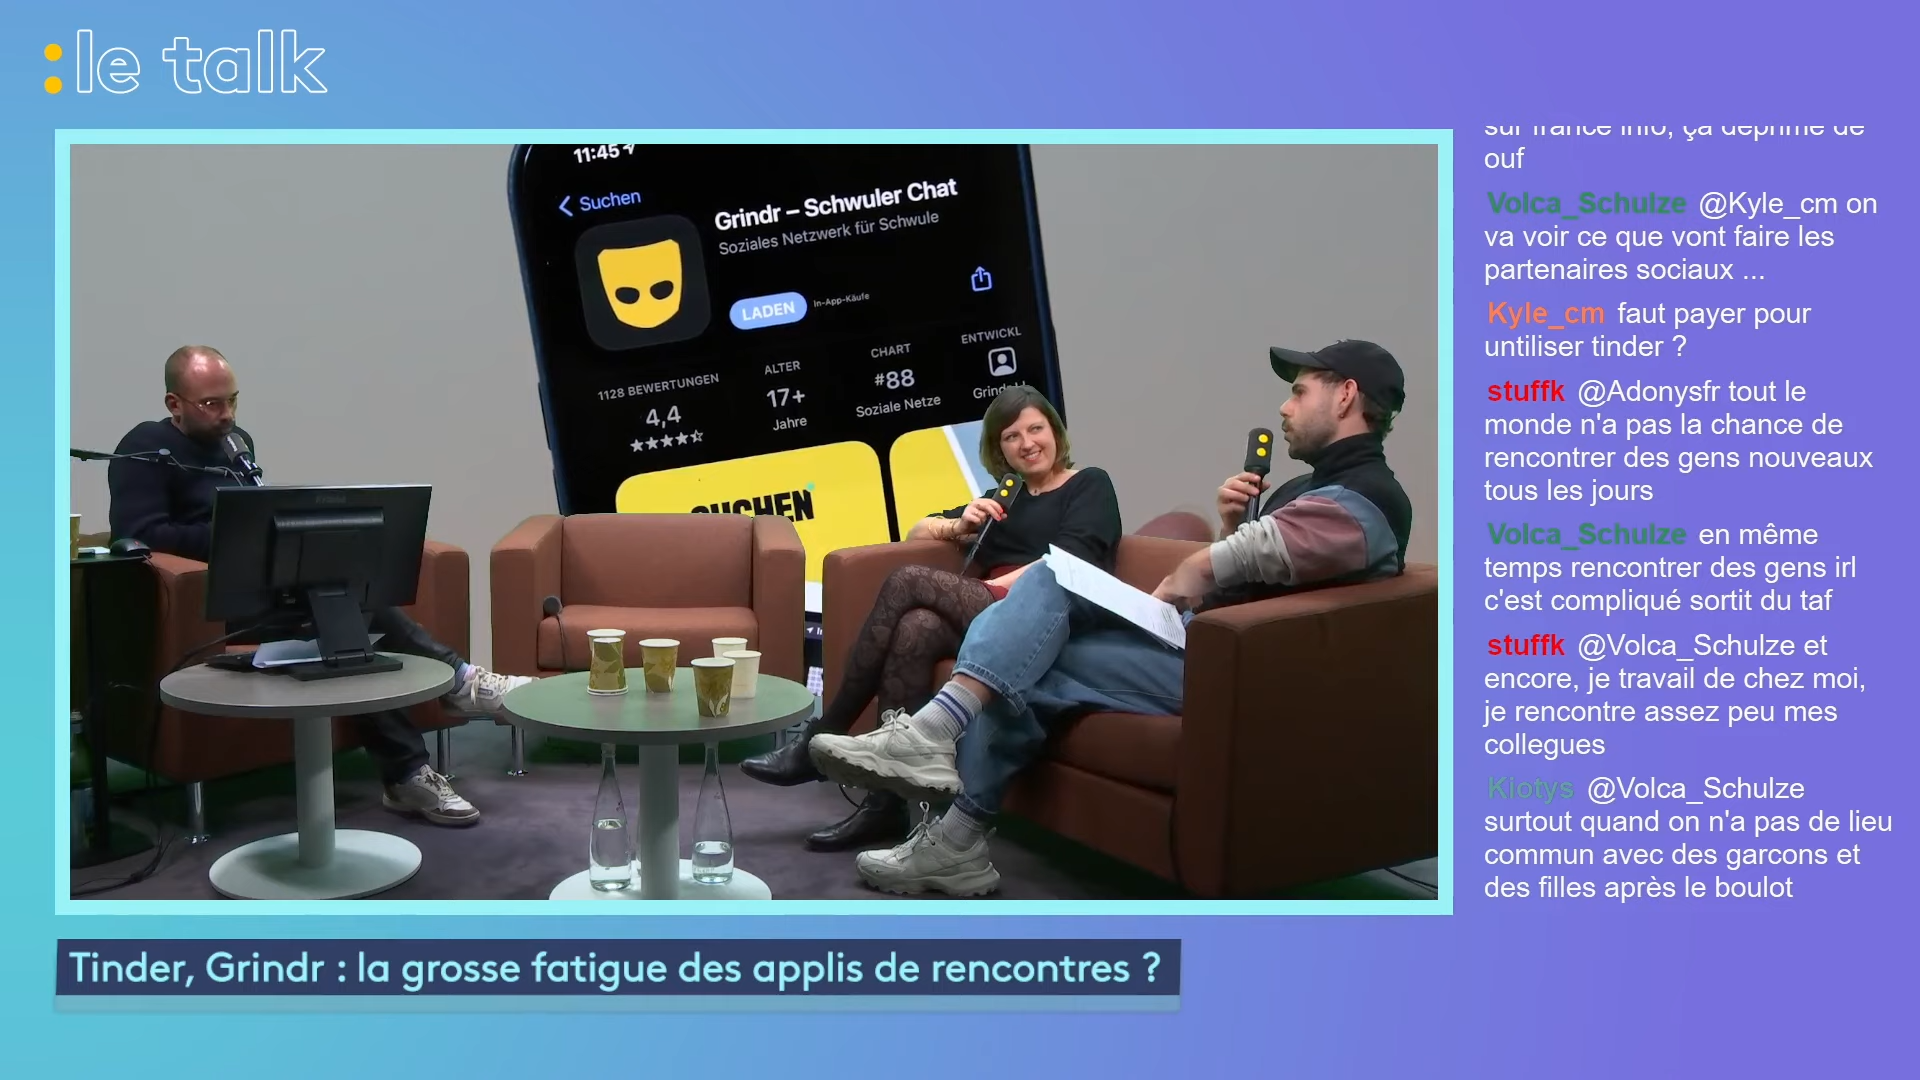 :le talk
11:45
Suchen
Grindr – Schwuler Chat
Soziales Netzwerk für Schwule
LADEN
In-App-Käufe
1128 BEWERTUNGEN
4,4
ALTER
17+
Jahre
CHART
#88
Soziale Netze
ENTWICKL
SUCHEN
ouf
Volca_Schulze @Kyle_cm on
va voir ce que vont faire les
partenaires sociaux ...
Kyle_cm faut payer pour
untiliser tinder ?
stuffk @Adonysfr tout le
monde n'a pas la chance de
rencontrer des gens nouveaux
tous les jours
Volca_Schulze en même
temps rencontrer des gens irl
c'est compliqué sortit du taf
stuffk @Volca_Schulze et
encore, je travail de chez moi,
je rencontre assez peu mes
collegues
Kiotys @Volca_Schulze
surtout quand on n'a pas de lieu
commun avec des garcons et
des filles après le boulot
Tinder, Grindr : la grosse fatigue des applis de rencontres ?